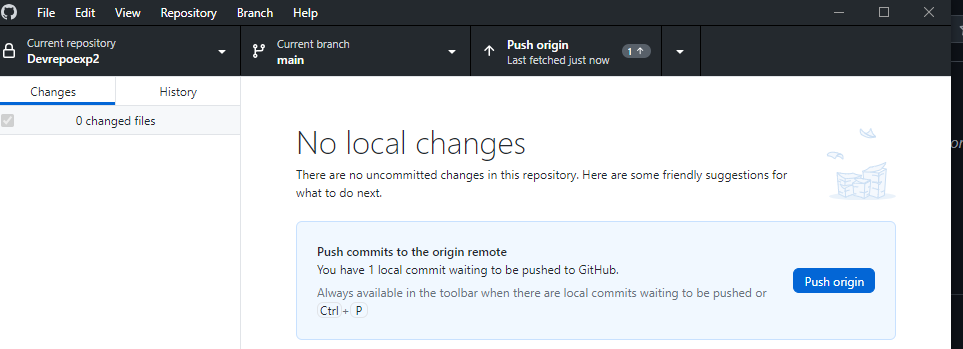 File Edit View Repository Branch Help
Current repository
Devrepoexp2
Current branch
main
Push origin
Last fetched just now
1
Changes
History
0 changed files
No local changes
There are no uncommitted changes in this repository. Here are some friendly suggestions for
what to do next.
Push commits to the origin remote
You have 1 local commit waiting to be pushed to GitHub.
Always available in the toolbar when there are local commits waiting to be pushed or
Ctrl + P
Push origin
or